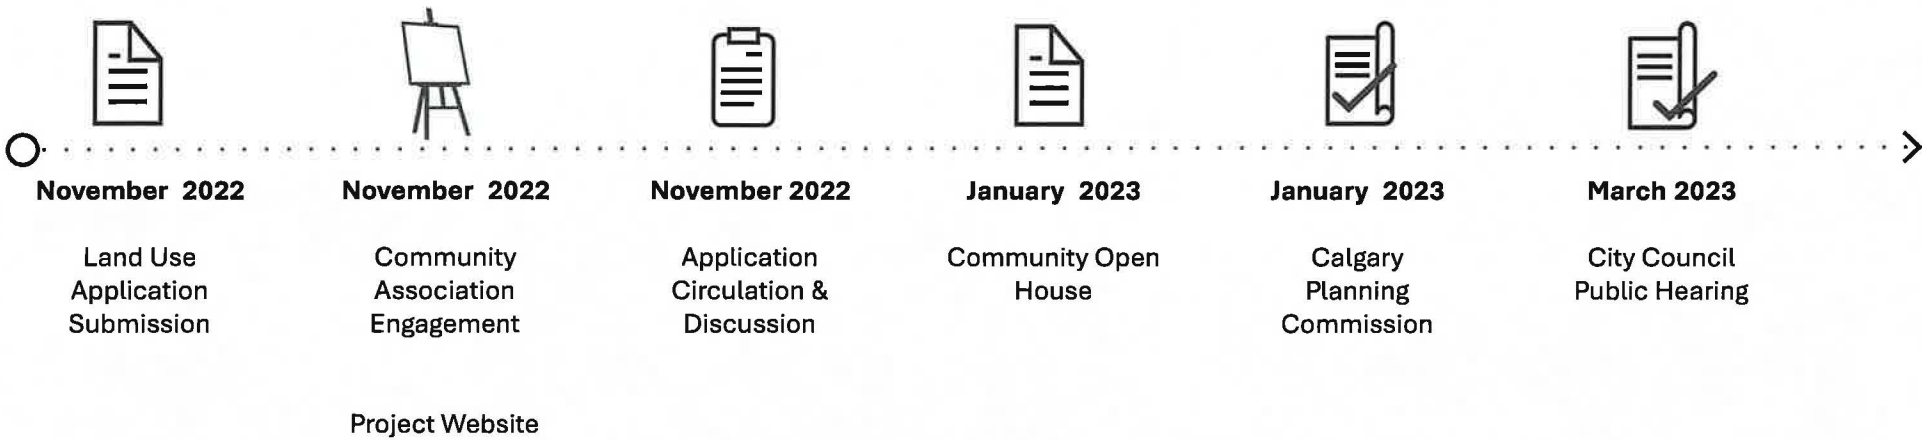 November 2022
Land Use
Application
Submission
November 2022
Community
Association
Engagement
Project Website
November 2022
Application
Circulation &
Discussion
January 2023
Community Open
House
January 2023
Calgary
Planning
Commission
March 2023
City Council
Public Hearing